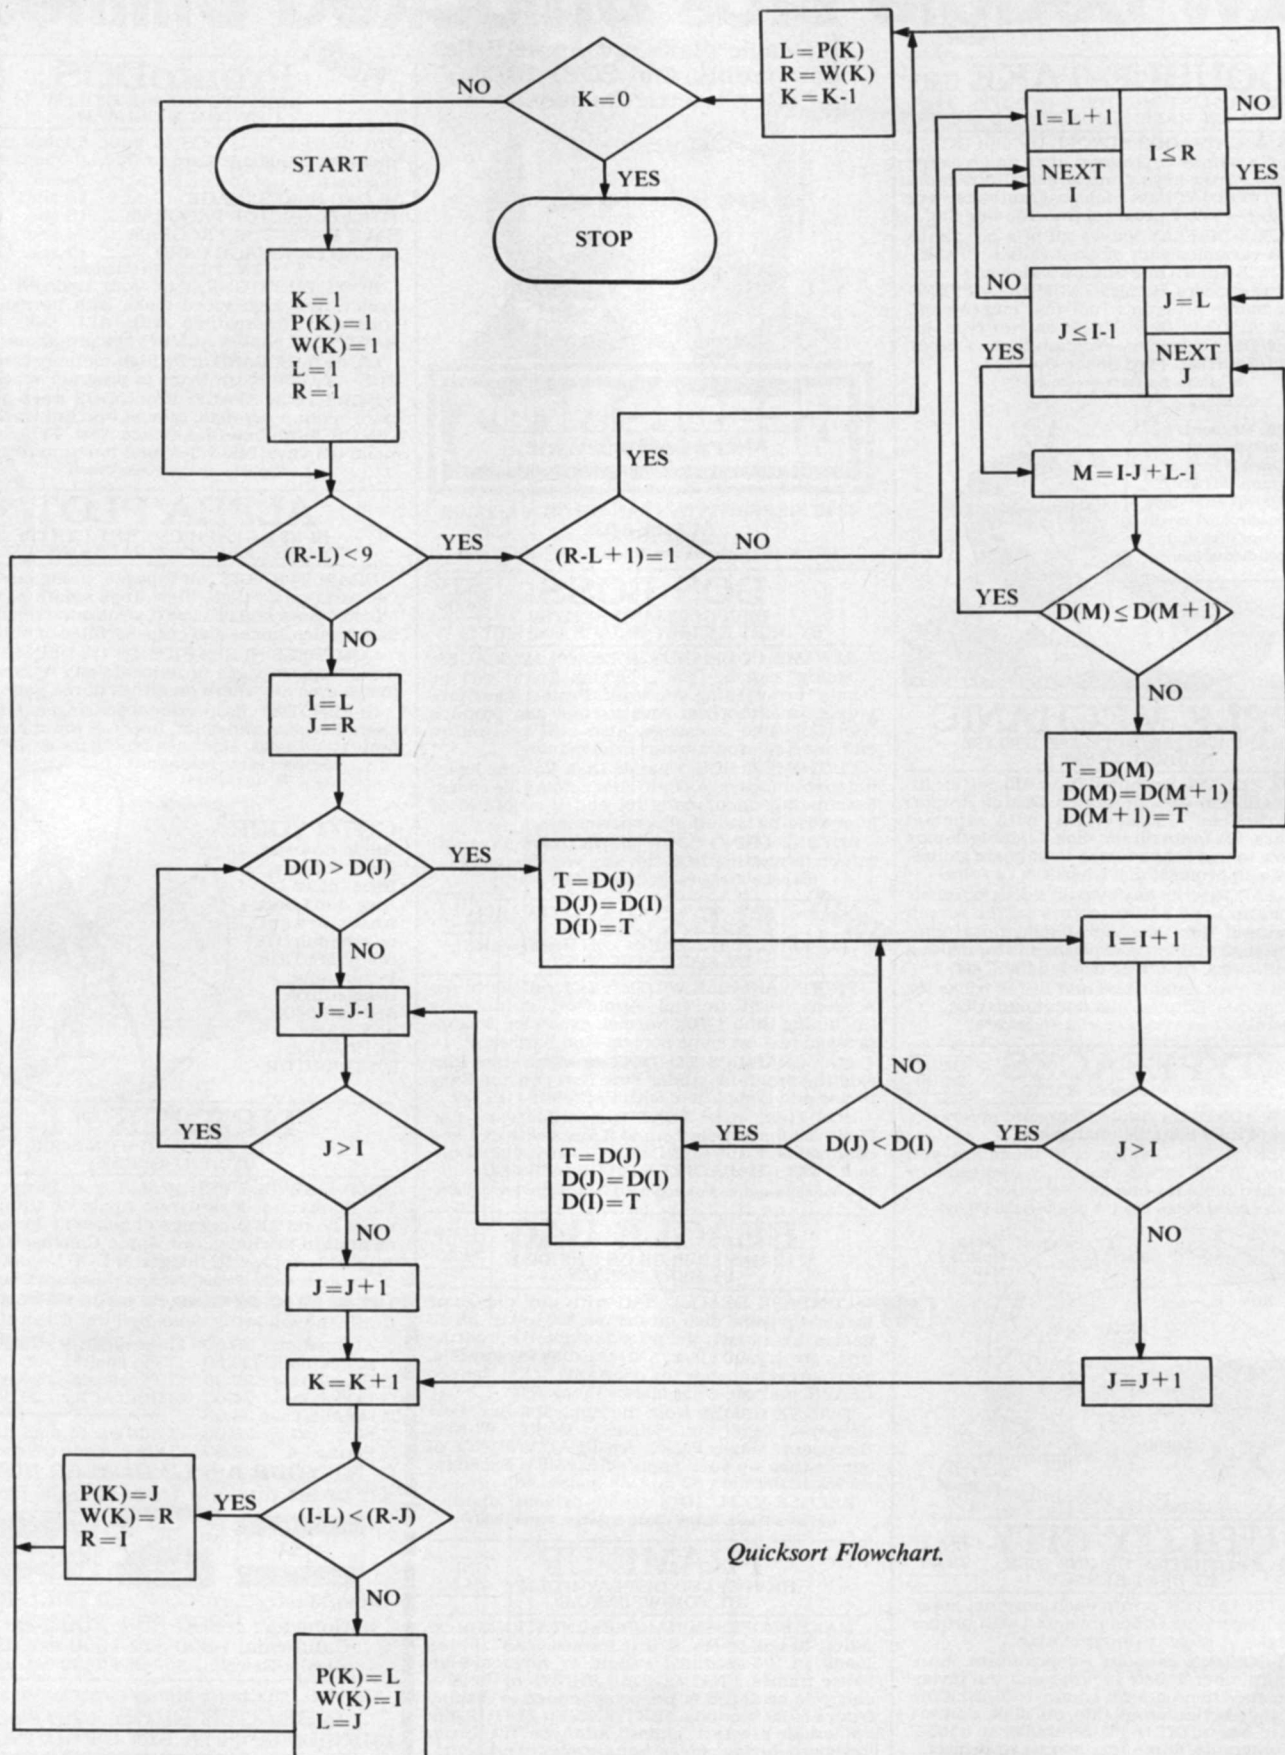 L=P(K)
R=W(K)
K=K-1
NO
K=0
YES
START
STOP
I=L+1
NEXT
I
I≤R
NO
YES
K=1
P(K)=1
W(K)=1
L=1
R=1
NO
J≤I-1
YES
J=L
NEXT
J
YES
M=I-J+L-1
(R-L)<9
YES
(R-L+1)=1
NO
YES
D(M)≤D(M+1)
NO
NO
I=L
J=R
T=D(M)
D(M)=D(M+1)
D(M+1)=T
D(I)>D(J)
YES
T=D(J)
D(J)=D(I)
D(I)=T
NO
I=I+1
J=J-1
NO
YES
J>I
T=D(J)
D(J)=D(I)
D(I)=T
YES
D(J)<D(I)
YES
J>I
NO
NO
J=J+1
K=K+1
J=J+1
P(K)=J
W(K)=R
R=I
YES
(I-L)<(R-J)
Quicksort Flowchart.
NO
P(K)=L
W(K)=I
L=J